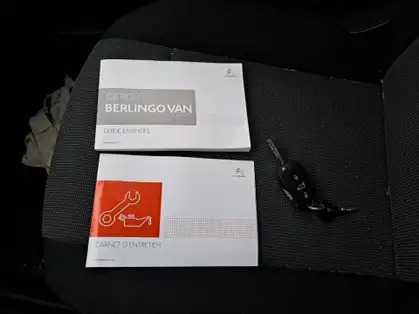 CITROËN
BERLINGO VAN
GUIDE ESSENTIEL
CARNET D'ENTRETIEN